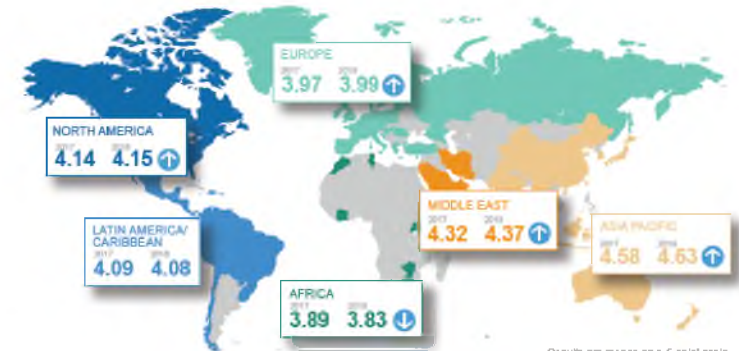 EUROPE
2017 2018
3.97 3.99
NORTH AMERICA
2017 2018
4.14 4.15
MIDDLE EAST
2017 2018
4.32 4.37
LATIN AMERICA/
CARIBBEAN
2017 2018
4.09 4.08
ASIA PACIFIC
2017 2018
4.58 4.63
AFRICA
2017 2018
3.89 3.83